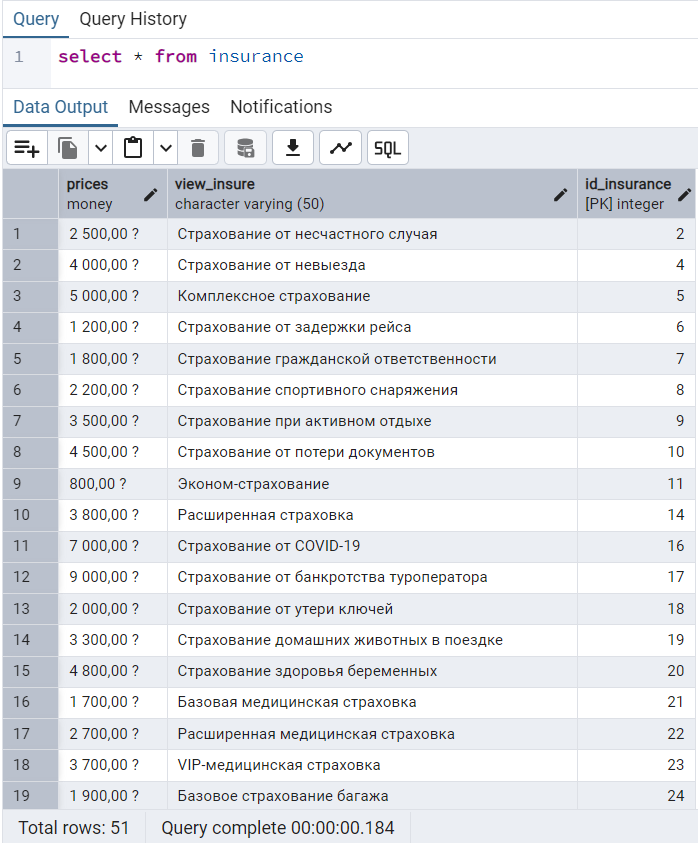 Query Query History
1 select * from insurance
Data Output Messages Notifications
SQL
prices view_insure id_insurance
money character varying (50) [PK] integer
1 2 500,00 ? Страхование от несчастного случая 2
2 4 000,00 ? Страхование от невыезда 4
3 5 000,00 ? Комплексное страхование 5
4 1 200,00 ? Страхование от задержки рейса 6
5 1 800,00 ? Страхование гражданской ответственности 7
6 2 200,00 ? Страхование спортивного снаряжения 8
7 3 500,00 ? Страхование при активном отдыхе 9
8 4 500,00 ? Страхование от потери документов 10
9 800,00 ? Эконом-страхование 11
10 3 800,00 ? Расширенная страховка 14
11 7 000,00 ? Страхование от COVID-19 16
12 9 000,00 ? Страхование от банкротства туроператора 17
13 2 000,00 ? Страхование от утери ключей 18
14 3 300,00 ? Страхование домашних животных в поездке 19
15 4 800,00 ? Страхование здоровья беременных 20
16 1 700,00 ? Базовая медицинская страховка 21
17 2 700,00 ? Расширенная медицинская страховка 22
18 3 700,00 ? VIP-медицинская страховка 23
19 1 900,00 ? Базовое страхование багажа 24
Total rows: 51 Query complete 00:00:00.184